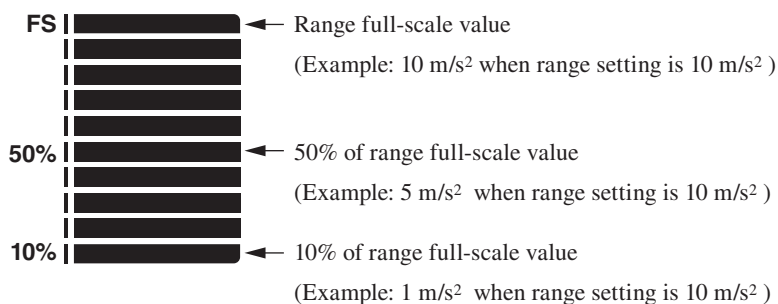 FS Range full-scale value
(Example: 10 m/s² when range setting is 10 m/s² )
50% 50% of range full-scale value
(Example: 5 m/s² when range setting is 10 m/s² )
10% 10% of range full-scale value
(Example: 1 m/s² when range setting is 10 m/s² )